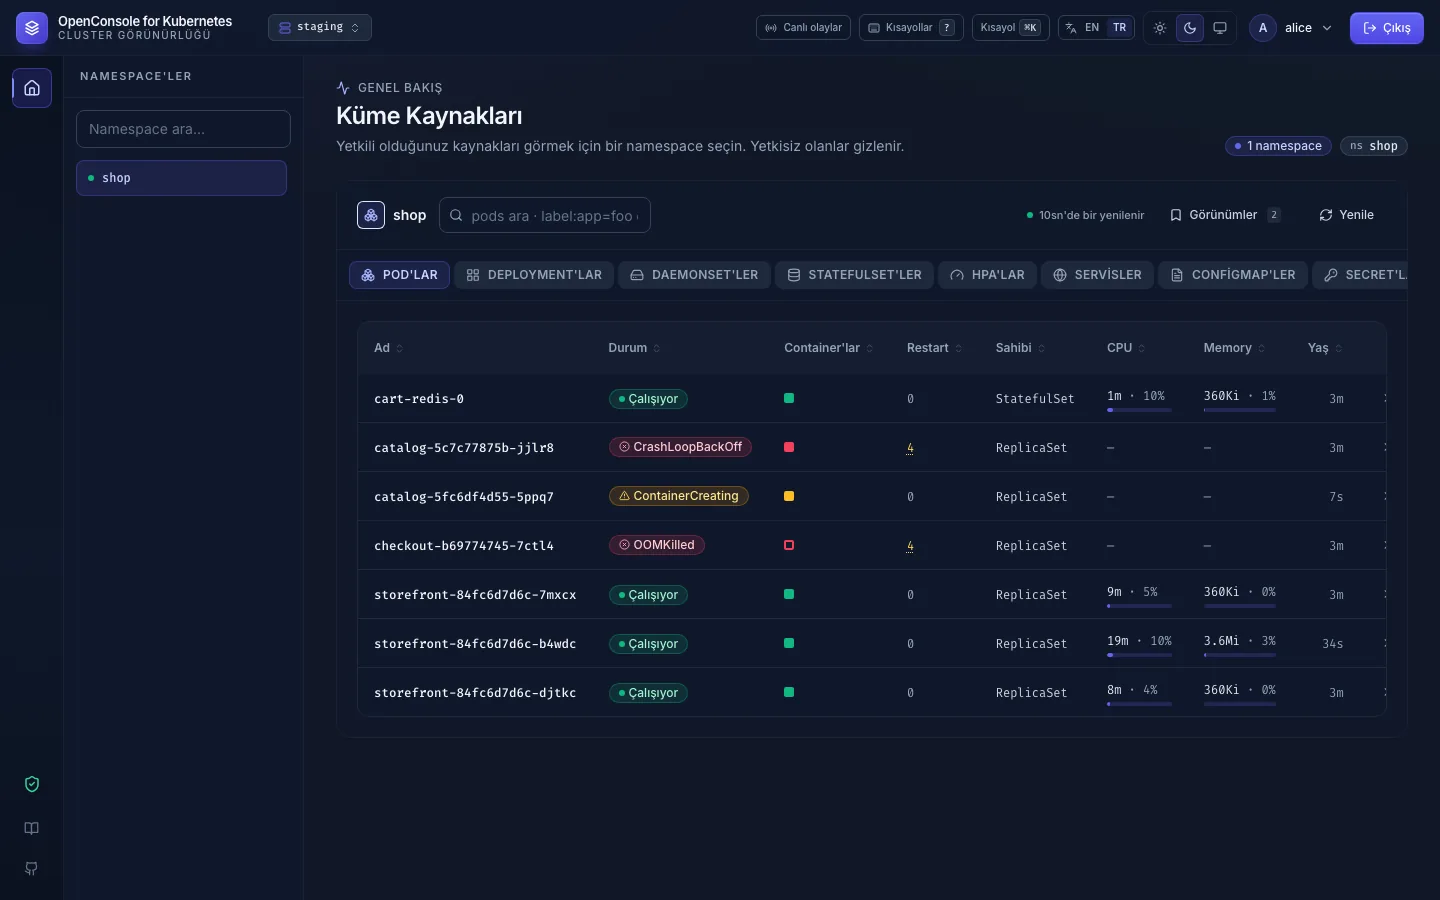 OpenConsole for Kubernetes
CLUSTER GÖRÜNÜRLÜĞÜ
staging
Canlı olaylar
Kısayollar ?
Kısayol ⌘K
EN TR
A alice
Çıkış
NAMESPACE'LER
Namespace ara...
shop
GENEL BAKIŞ
Küme Kaynakları
Yetkili olduğunuz kaynakları görmek için bir namespace seçin. Yetkisiz olanlar gizlenir.
1 namespace
ns shop
shop
pods ara · label:app=foo
10sn'de bir yenilenir
Görünümler 2
Yenile
POD'LAR DEPLOYMENT'LAR DAEMONSET'LER STATEFULSET'LER HPA'LAR SERVİSLER CONFİGMAP'LER SECRET'L
Ad Durum Container'lar Restart Sahibi CPU Memory Yaş
cart-redis-0 Çalışıyor 0 StatefulSet 1m · 10% 360Ki · 1% 3m
catalog-5c7c77875b-jjlr8 CrashLoopBackOff 4 ReplicaSet — — 3m
catalog-5fc6df4d55-5ppq7 ContainerCreating 0 ReplicaSet — — 7s
checkout-b69774745-7ctl4 OOMKilled 4 ReplicaSet — — 3m
storefront-84fc6d7d6c-7mxcx Çalışıyor 0 ReplicaSet 9m · 5% 360Ki · 0% 3m
storefront-84fc6d7d6c-b4wdc Çalışıyor 0 ReplicaSet 19m · 10% 3.6Mi · 3% 34s
storefront-84fc6d7d6c-djtkc Çalışıyor 0 ReplicaSet 8m · 4% 360Ki · 0% 3m